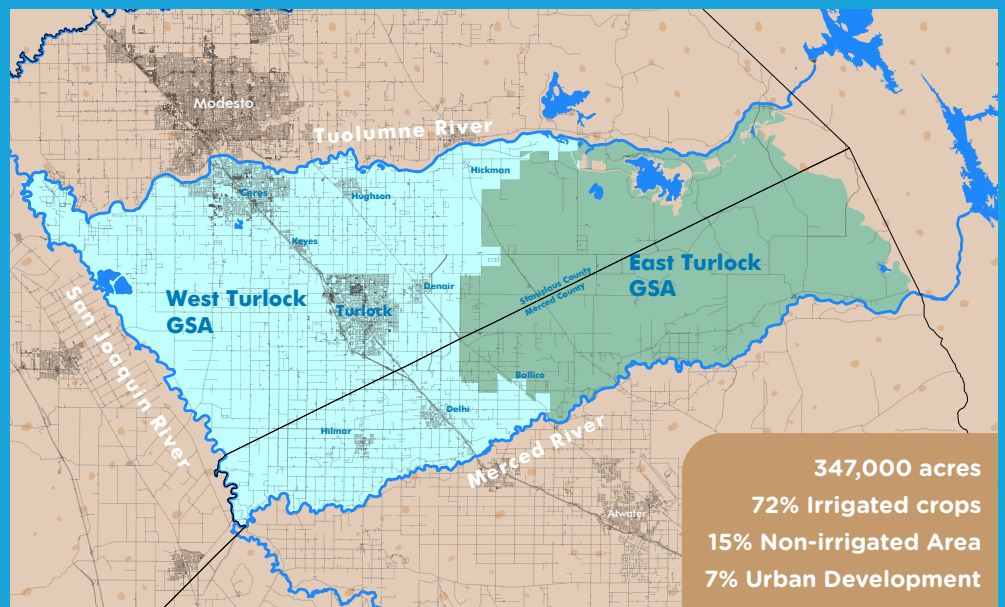 Modesto
Tuolumne River
Hickman
Ceres
Hughson
Keyes
East Turlock
GSA
Stanislaus County
Merced County
Denair
West Turlock
GSA
Turlock
San Joaquin River
Ballico
Delhi
Hilmar
Merced River
Atwater
347,000 acres
72% Irrigated crops
15% Non-irrigated Area
7% Urban Development